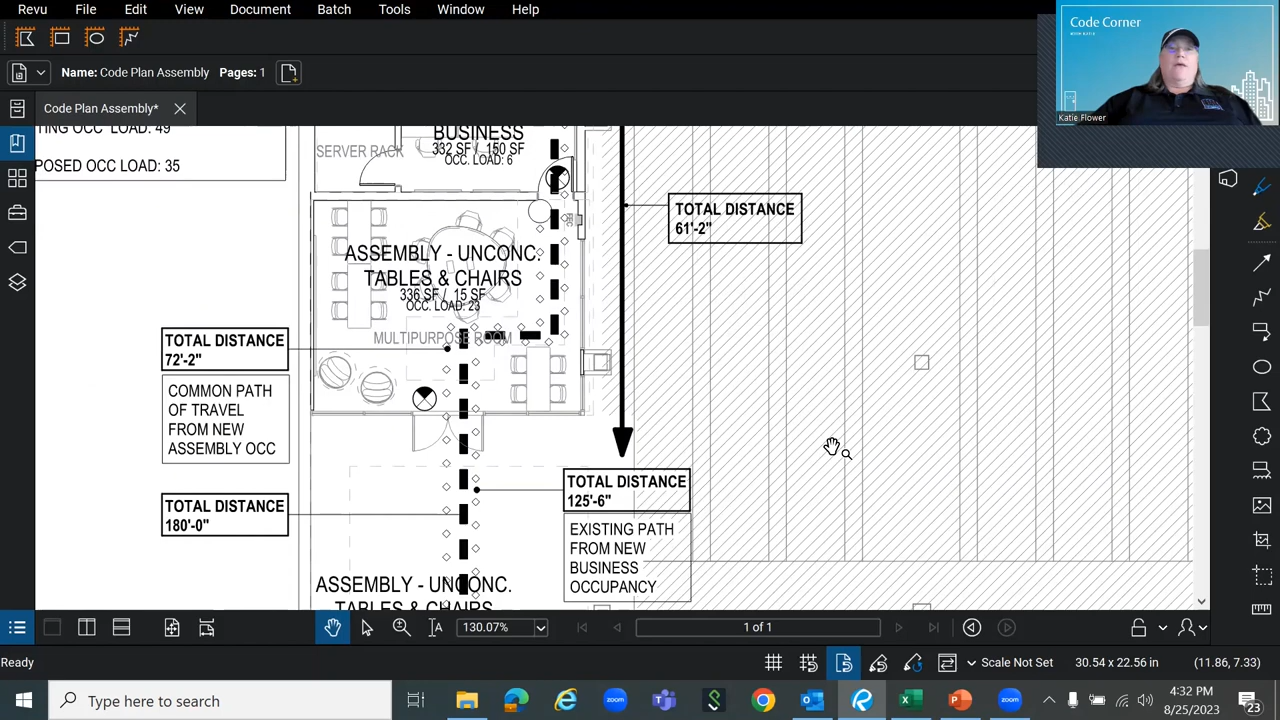 Revu File Edit View Document Batch Tools Window Help
Code Corner
Katie Flower
Name: Code Plan Assembly Pages: 1
Code Plan Assembly*
TING OCC LOAD: 49
POSED OCC LOAD: 35
SERVER RACK
BUSINESS
332 SF / 150 SF
OCC. LOAD: 6
FEC
TOTAL DISTANCE
61'-2"
ASSEMBLY - UNCONC.
TABLES & CHAIRS
336 SF / 15 SF
OCC. LOAD: 23
MULTIPURPOSE ROOM
TOTAL DISTANCE
72'-2"
COMMON PATH
OF TRAVEL
FROM NEW
ASSEMBLY OCC
TOTAL DISTANCE
180'-0"
TOTAL DISTANCE
125'-6"
EXISTING PATH
FROM NEW
BUSINESS
OCCUPANCY
ASSEMBLY - UNCONC.
TABLES & CHAIRS
130.07% 1 of 1
Ready Scale Not Set 30.54 x 22.56 in (11.86, 7.33)
Type here to search
zoom
zoom
4:32 PM
8/25/2023
23